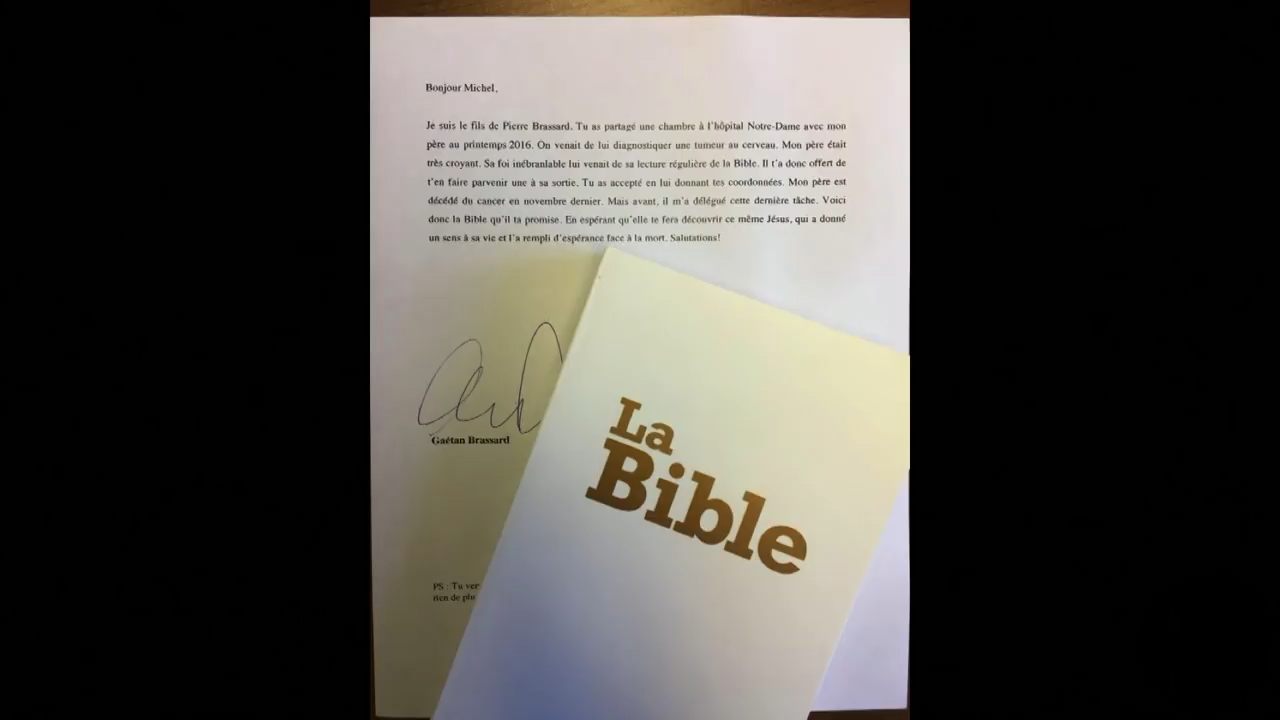 Bonjour Michel,
Je suis le fils de Pierre Brassard. Tu as partagé une chambre à l'hôpital Notre-Dame avec mon
père au printemps 2016. On venait de lui diagnostiquer une tumeur au cerveau. Mon père était
très croyant. Sa foi inébranlable lui venait de sa lecture régulière de la Bible. Il t'a donc offert de
t'en faire parvenir une à sa sortie. Tu as accepté en lui donnant tes coordonnées. Mon père est
décédé du cancer en novembre dernier. Mais avant, il m'a délégué cette dernière tâche. Voici
donc la Bible qu'il ta promise. En espérant qu'elle te fera découvrir ce même Jésus, qui a donné
un sens à sa vie et l'a rempli d'espérance face à la mort. Salutations!
Gaétan Brassard
PS : Tu ver
rien de plu
La
Bible